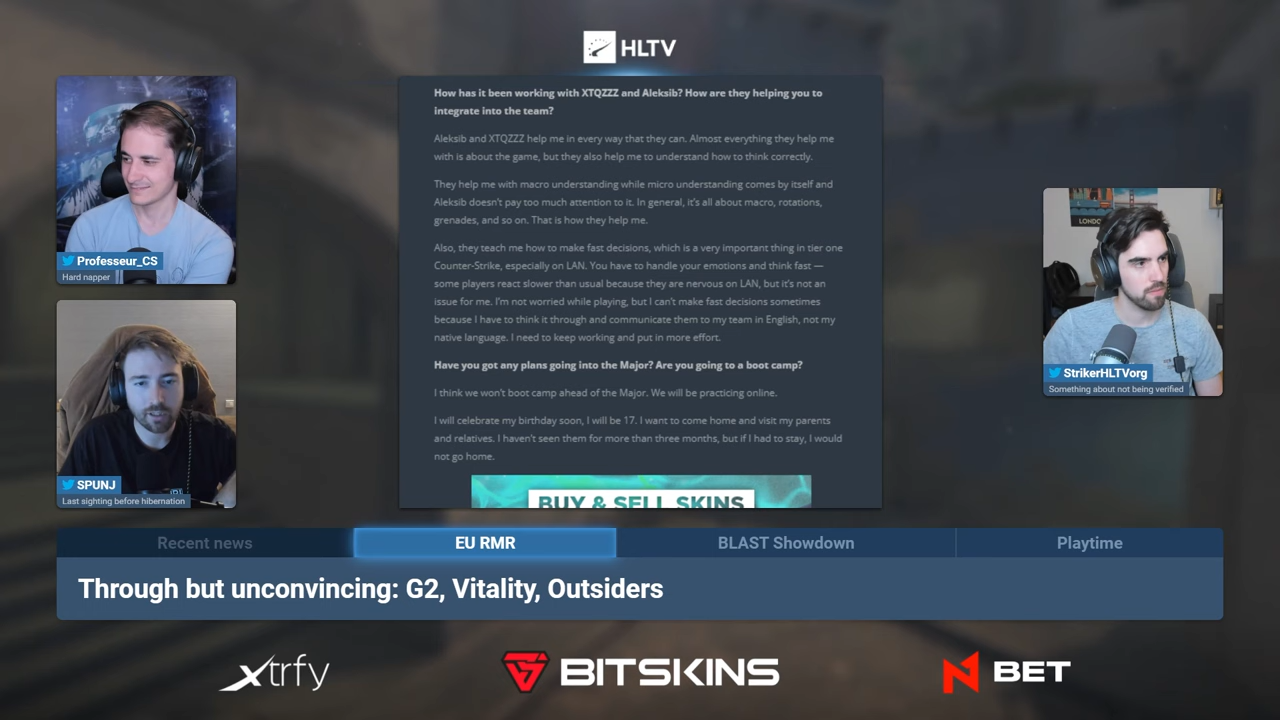 HLTV
How has it been working with XTQZZZ and Aleksib? How are they helping you to
integrate into the team?
Aleksib and XTQZZZ help me in every way that they can. Almost everything they help me
with is about the game, but they also help me to understand how to think correctly.
They help me with macro understanding while micro understanding comes by itself and
Aleksib doesn't pay too much attention to it. In general, it's all about macro, rotations,
grenades, and so on. That is how they help me.
Also, they teach me how to make fast decisions, which is a very important thing in tier one
Counter-Strike, especially on LAN. You have to handle your emotions and think fast —
some players react slower than usual because they are nervous on LAN, but it's not an
issue for me. I'm not worried while playing, but I can't make fast decisions sometimes
because I have to think it through and communicate them to my team in English, not my
native language. I need to keep working and put in more effort.
Have you got any plans going into the Major? Are you going to a boot camp?
I think we won't boot camp ahead of the Major. We will be practicing online.
I will celebrate my birthday soon, I will be 17. I want to come home and visit my parents
and relatives. I haven't seen them for more than three months, but if I had to stay, I would
not go home.
BUY & SELL SKINS
Professeur_CS
Hard napper
SPUNJ
Last sighting before hibernation
LONDO
StrikerHLTVorg
Something about not being verified
Recent news
EU RMR
BLAST Showdown
Playtime
Through but unconvincing: G2, Vitality, Outsiders
xtrfy
BITSKINS
N BET